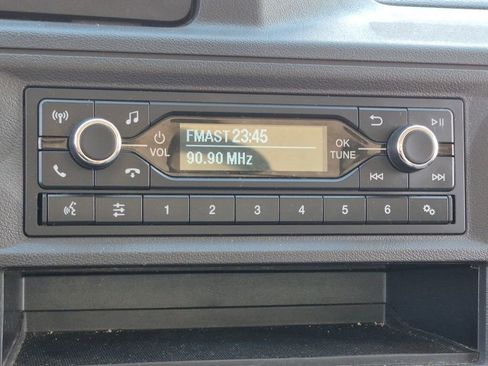 FMAST 23:45
90.90 MHz
VOL
OK
TUNE
1 2 3 4 5 6